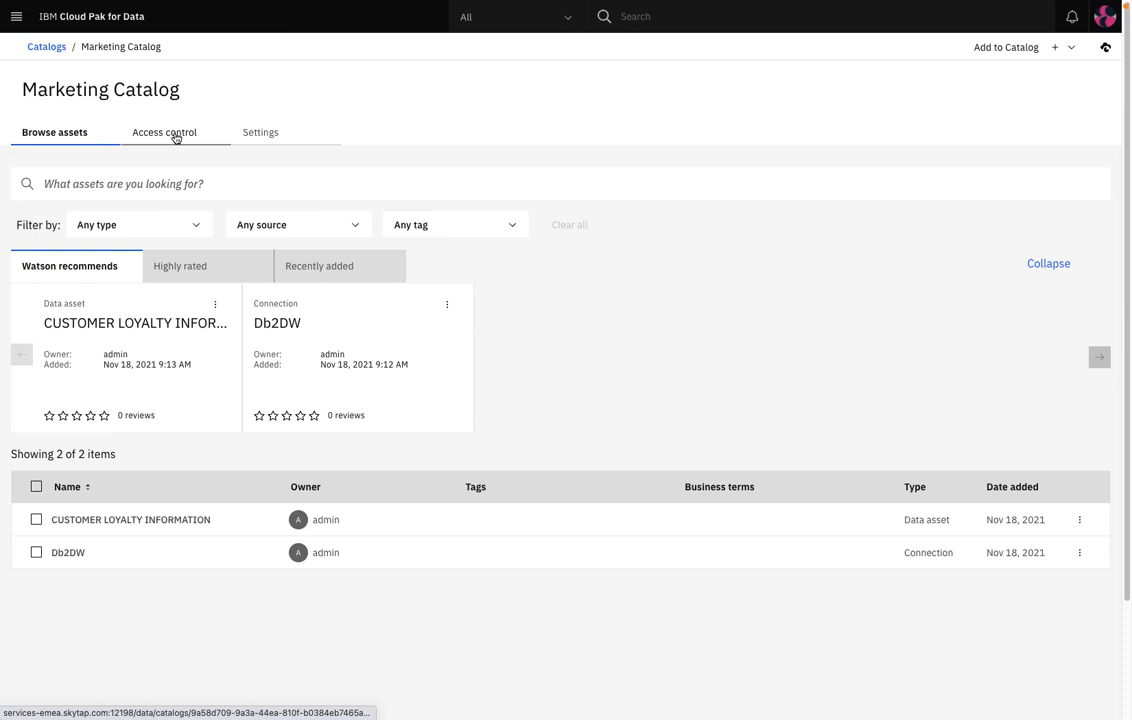 IBM Cloud Pak for Data All Search
Catalogs / Marketing Catalog Add to Catalog +
Marketing Catalog
Browse assets Access control Settings
What assets are you looking for?
Filter by: Any type Any source Any tag Clear all
Watson recommends Highly rated Recently added Collapse
Data asset Connection
CUSTOMER LOYALTY INFOR... Db2DW
Owner: admin Owner: admin
Added: Nov 18, 2021 9:13 AM Added: Nov 18, 2021 9:12 AM
0 reviews 0 reviews
Showing 2 of 2 items
Name Owner Tags Business terms Type Date added
CUSTOMER LOYALTY INFORMATION A admin Data asset Nov 18, 2021
Db2DW A admin Connection Nov 18, 2021
services-emea.skytap.com:12198/data/catalogs/9a58d709-9a3a-44ea-810f-b0384eb7465a...